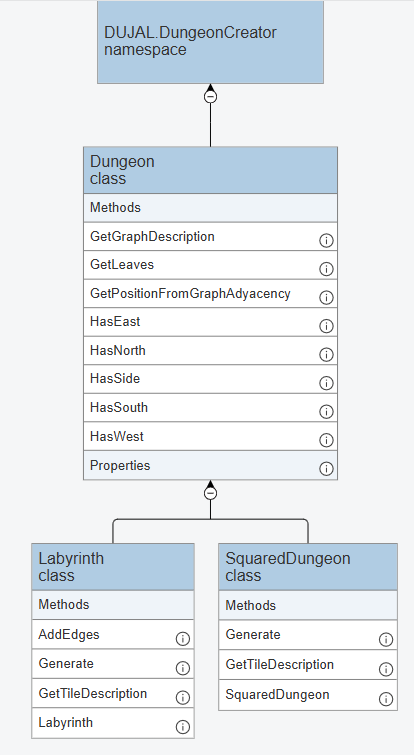 DUJAL.DungeonCreator
namespace
Dungeon
class
Methods
GetGraphDescription
GetLeaves
GetPositionFromGraphAdyacency
HasEast
HasNorth
HasSide
HasSouth
HasWest
Properties
Labyrinth
class
Methods
AddEdges
Generate
GetTileDescription
Labyrinth
SquaredDungeon
class
Methods
Generate
GetTileDescription
SquaredDungeon